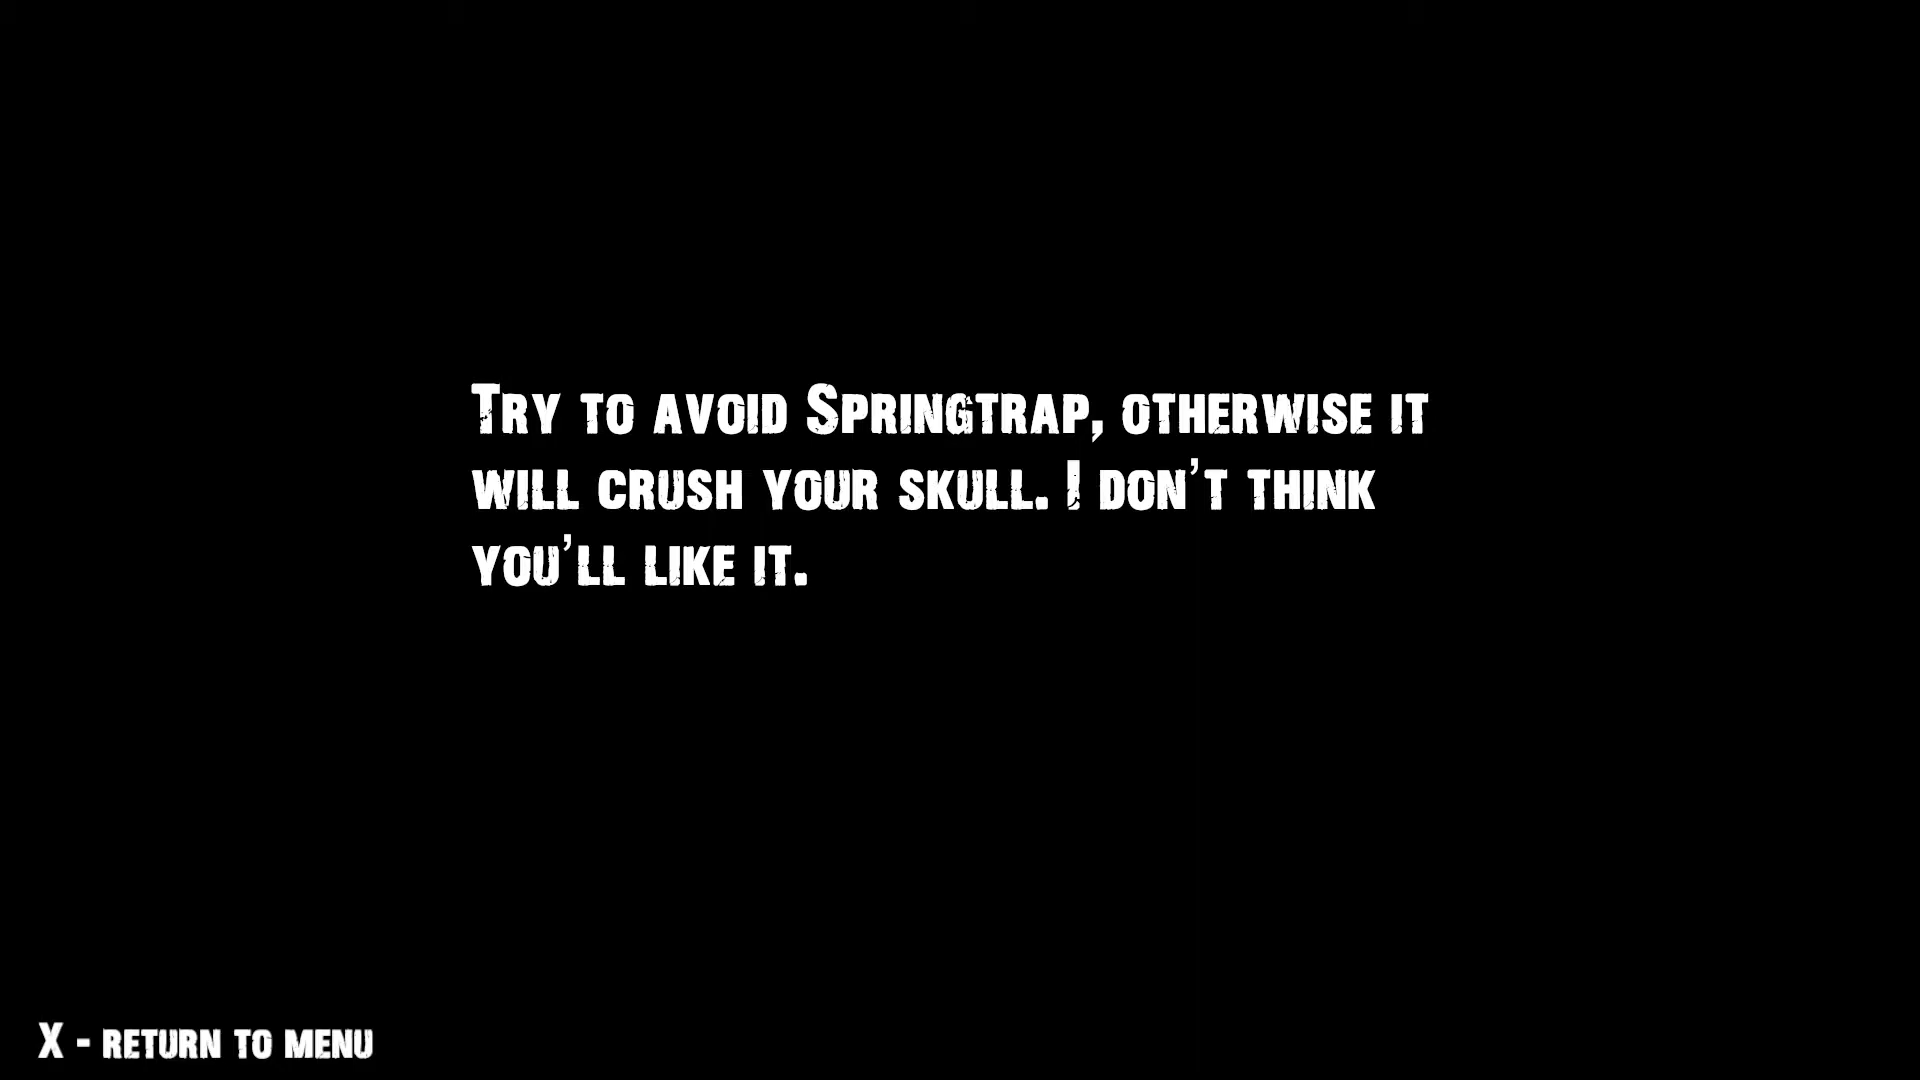 Try to avoid Springtrap, otherwise it
will crush your skull. I don't think
you'll like it.
X - return to menu